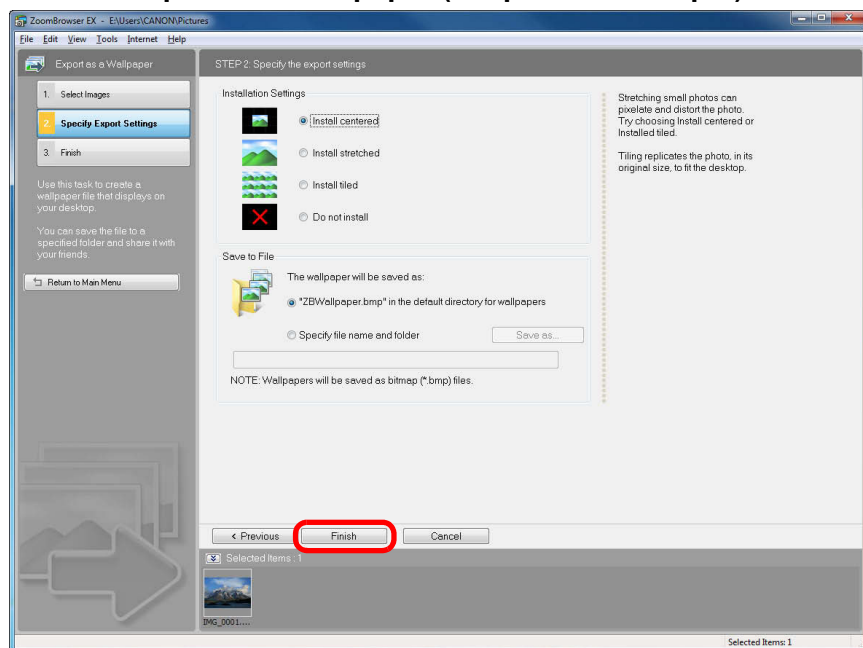 ZoomBrowser EX - E:\Users\CANON\Pictures
File Edit View Tools Internet Help
Export as a Wallpaper
STEP 2: Specify the export settings
1. Select Images
2. Specify Export Settings
3. Finish
Use this task to create a
wallpaper file that displays on
your desktop.
You can save the file to a
specified folder and share it with
your friends.
Return to Main Menu
Installation Settings
Install centered
Install stretched
Install tiled
Do not install
Save to File
The wallpaper will be saved as:
"ZBWallpaper.bmp" in the default directory for wallpapers
Specify file name and folder
Save as...
NOTE: Wallpapers will be saved as bitmap (*.bmp) files.
Stretching small photos can
pixelate and distort the photo.
Try choosing Install centered or
Installed tiled.
Tiling replicates the photo, in its
original size, to fit the desktop.
< Previous
Finish
Cancel
Selected Items : 1
IMG_0001....
Selected Items: 1